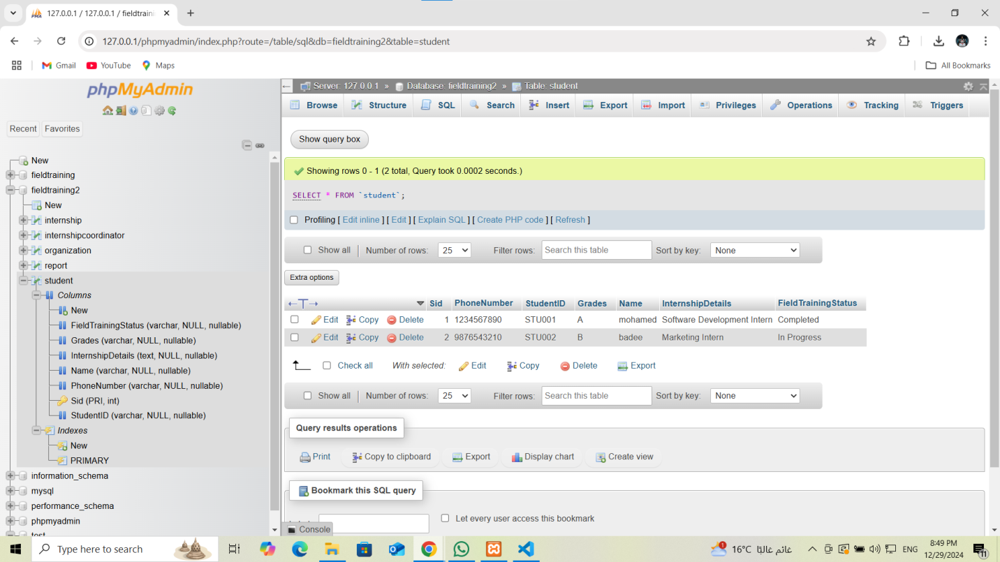 127.0.0.1 / 127.0.0.1 / fieldtraini
127.0.0.1/phpmyadmin/index.php?route=/table/sql&db=fieldtraining2&table=student
Gmail YouTube Maps All Bookmarks
phpMyAdmin
Recent Favorites
New
fieldtraining
fieldtraining2
New
internship
internshipcoordinator
organization
report
student
Columns
New
FieldTrainingStatus (varchar, NULL, nullable)
Grades (varchar, NULL, nullable)
InternshipDetails (text, NULL, nullable)
Name (varchar, NULL, nullable)
PhoneNumber (varchar, NULL, nullable)
Sid (PRI, int)
StudentID (varchar, NULL, nullable)
Indexes
New
PRIMARY
information_schema
mysql
performance_schema
phpmyadmin
test
Server: 127.0.0.1 » Database: fieldtraining2 » Table: student
Browse Structure SQL Search Insert Export Import Privileges Operations Tracking Triggers
Show query box
Showing rows 0 - 1 (2 total, Query took 0.0002 seconds.)
SELECT * FROM `student`;
Profiling [ Edit inline ] [ Edit ] [ Explain SQL ] [ Create PHP code ] [ Refresh ]
Show all Number of rows: 25 Filter rows: Search this table Sort by key: None
Extra options
Sid PhoneNumber StudentID Grades Name InternshipDetails FieldTrainingStatus
Edit Copy Delete 1 1234567890 STU001 A mohamed Software Development Intern Completed
Edit Copy Delete 2 9876543210 STU002 B badee Marketing Intern In Progress
Check all With selected: Edit Copy Delete Export
Show all Number of rows: 25 Filter rows: Search this table Sort by key: None
Query results operations
Print Copy to clipboard Export Display chart Create view
Bookmark this SQL query
Let every user access this bookmark
Console
Type here to search
1 16°C غائم غالبًا ENG 8:49 PM
12/29/2024 11